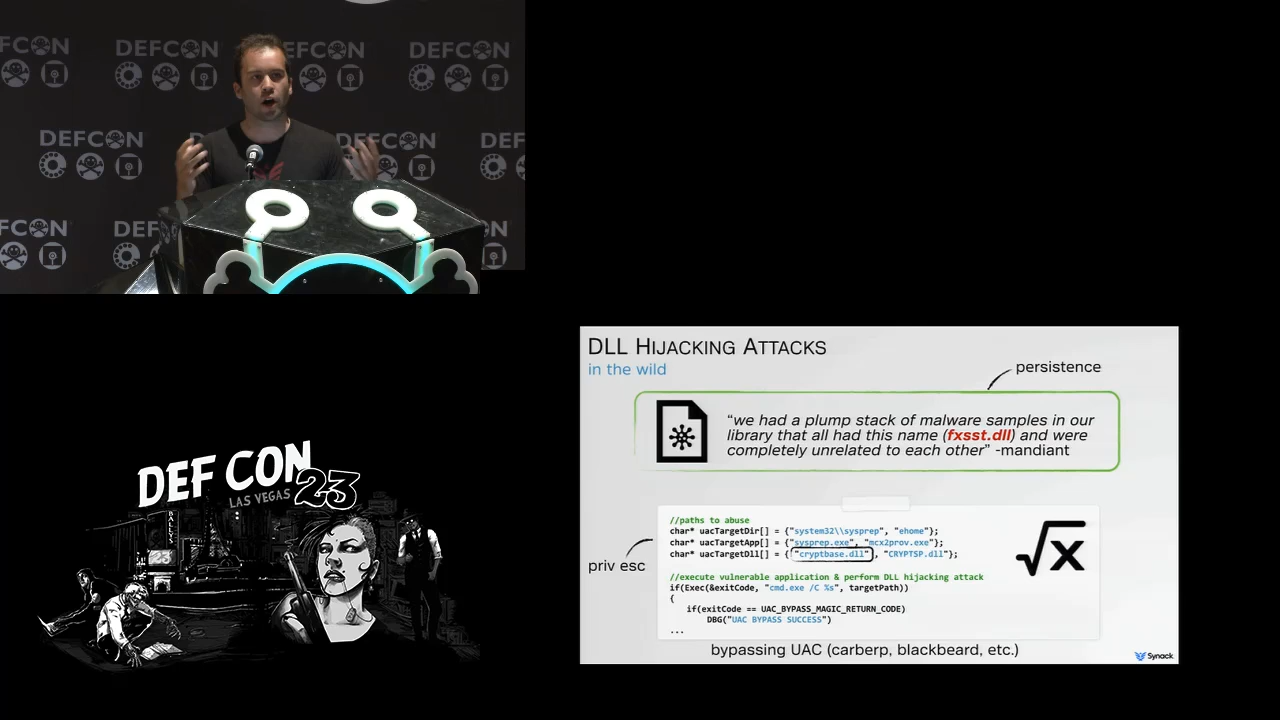 DEFCON
DEFCON
DEFCON
DEFCON
DEFCON
DEF CON
LAS VEGAS 23
BALLYS
DLL HIJACKING ATTACKS
in the wild
persistence
“we had a plump stack of malware samples in our
library that all had this name (fxsst.dll) and were
completely unrelated to each other” -mandiant
priv esc
//paths to abuse
char* uacTargetDir[] = {"system32\\sysprep", "ehome"};
char* uacTargetApp[] = {"sysprep.exe", "mcx2prov.exe"};
char* uacTargetDll[] = {"cryptbase.dll", "CRYPTSP.dll"};
//execute vulnerable application & perform DLL hijacking attack
if(Exec(&exitCode, "cmd.exe /C %s", targetPath))
{
if(exitCode == UAC_BYPASS_MAGIC_RETURN_CODE)
DBG("UAC BYPASS SUCCESS")
...
√x
bypassing UAC (carberp, blackbeard, etc.)
Synack